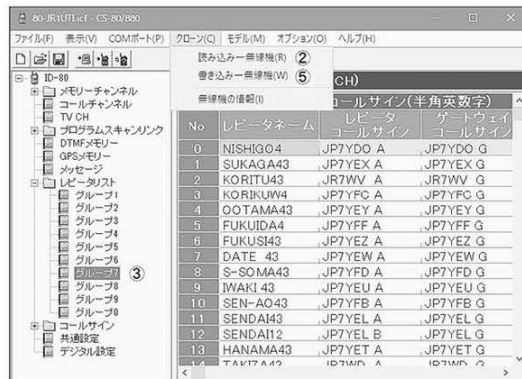 80-JR1UTE.icf - CS-80/880
ファイル(F) 表示(V) COMポート(P) クローン(C) モデル(M) オプション(O) ヘルプ(H)
読み込み－無線機(R) ②
書き込み－無線機(W) ⑤
無線機の情報(I)
ID-80
メモリーチャンネル
コールチャンネル
TV CH
プログラムスキャンリンク
DTMFメモリー
GPSメモリー
メッセージ
レピータリスト
グループ1
グループ2
グループ3
グループ4
グループ5
グループ6
グループ7 ③
グループ8
グループ9
グループ0
コールサイン
共通設定
デジタル設定
CH)
コールサイン(半角英数字)
No レピータネーム レピータコールサイン ゲートウェイコールサイン
0 NISHIGO4 JP7YDO A JP7YDO G
1 SUKAGA43 JP7YEX A JP7YEX G
2 KORITU43 JR7WV A JR7WV G
3 KORIKUW4 JP7YFC A JP7YFC G
4 OOTAMA43 JP7YEY A JP7YEY G
5 FUKUIDA4 JP7YFF A JP7YFF G
6 FUKUSI43 JP7YEZ A JP7YEZ G
7 DATE 43 JP7YEW A JP7YEW G
8 S-SOMA43 JP7YFD A JP7YFD G
9 IWAKI 43 JP7YEU A JP7YEU G
10 SEN-AO43 JP7YFB A JP7YFB G
11 SENDAI43 JP7YEL A JP7YEL G
12 SENDAI12 JP7YEL B JP7YEL G
13 HANAMA43 JP7YET A JP7YET G